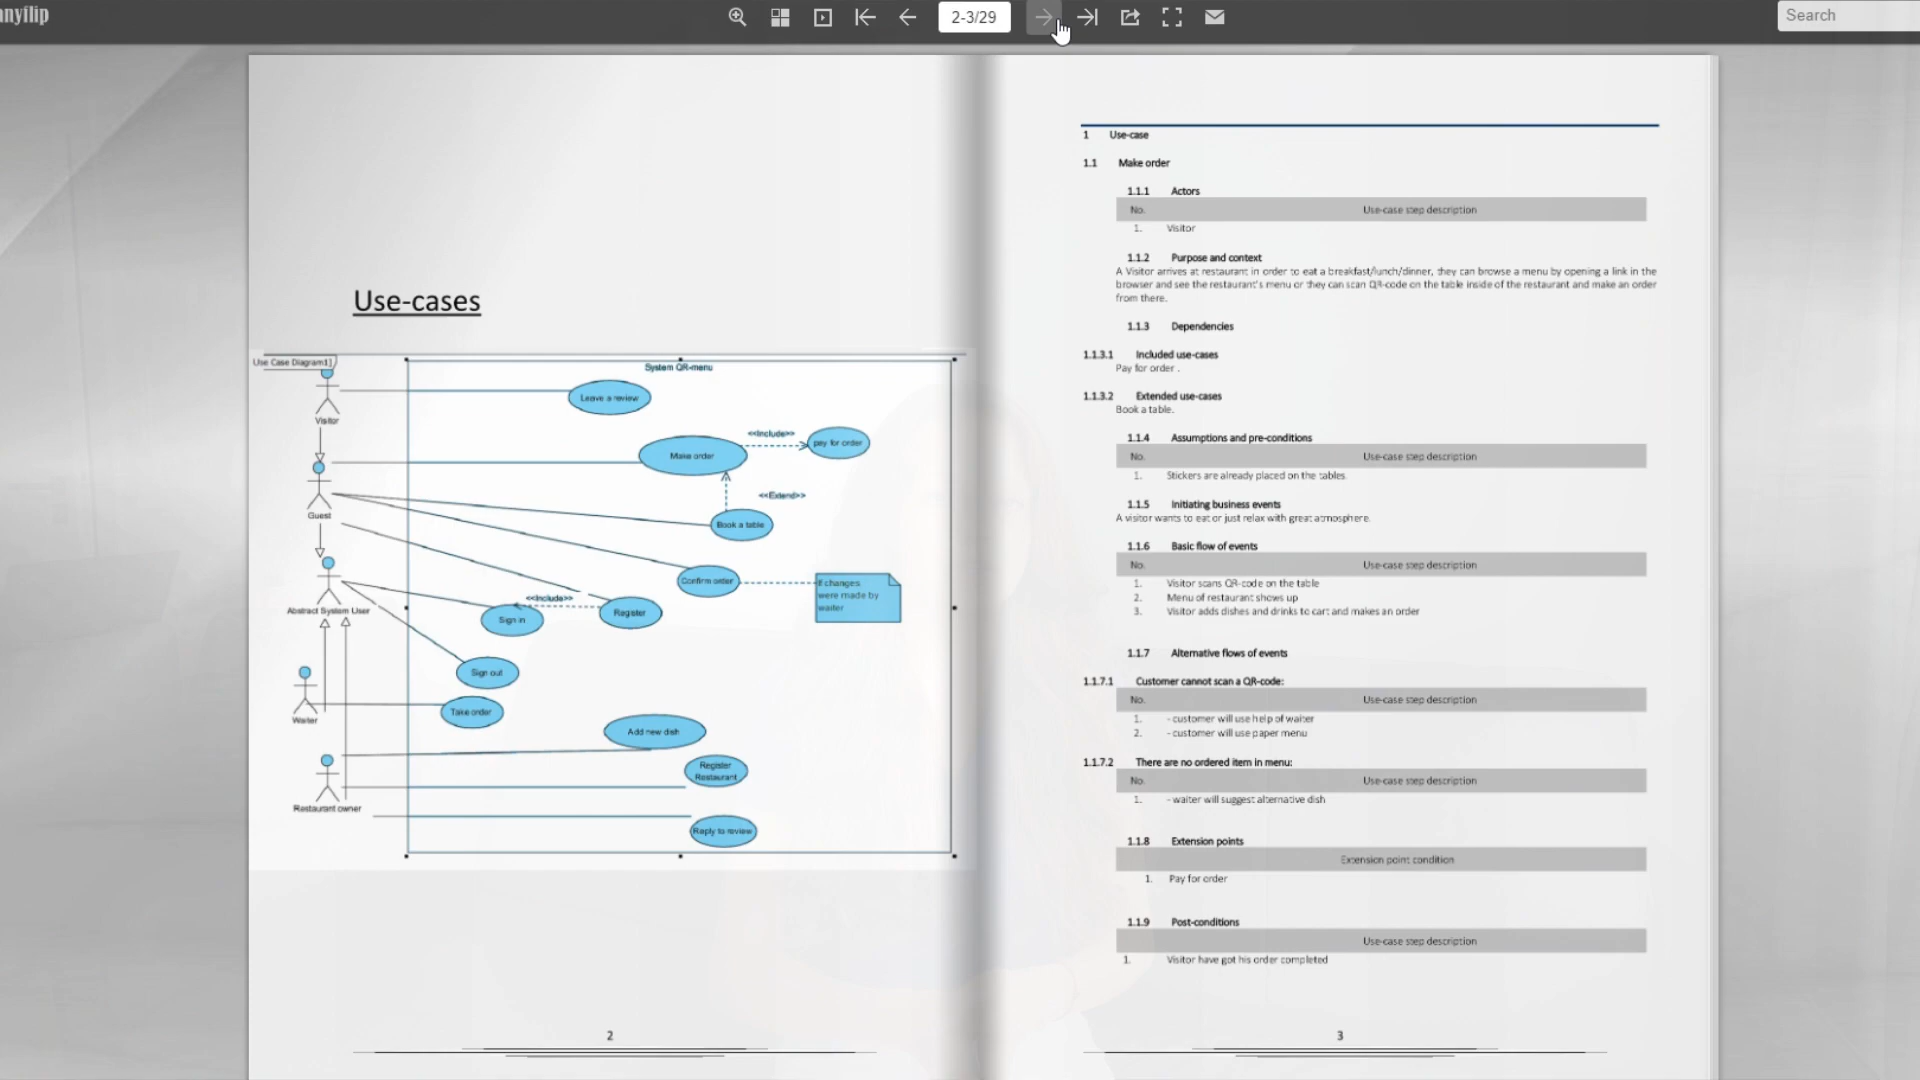 anyflip
2-3/29
Search
Use-cases
Use Case Diagram1]
System QR-menu
Visitor
Leave a review
<<Include>>
pay for order
Make order
<<Extend>>
Guest
Book a table
Confirm order
If changes
were made by
waiter
Abstract System User
<<Include>>
Sign in
Register
Sign out
Waiter
Take order
Add new dish
Register
Restaurant
Restaurant owner
Reply to review
2
1 Use-case
1.1 Make order
1.1.1 Actors
No. Use-case step description
1. Visitor
1.1.2 Purpose and context
A Visitor arrives at restaurant in order to eat a breakfast/lunch/dinner, they can browse a menu by opening a link in the
browser and see the restaurant's menu or they can scan QR-code on the table inside of the restaurant and make an order
from there.
1.1.3 Dependencies
1.1.3.1 Included use-cases
Pay for order .
1.1.3.2 Extended use-cases
Book a table.
1.1.4 Assumptions and pre-conditions
No. Use-case step description
1. Stickers are already placed on the tables.
1.1.5 Initiating business events
A visitor wants to eat or just relax with great atmosphere.
1.1.6 Basic flow of events
No. Use-case step description
1. Visitor scans QR-code on the table
2. Menu of restaurant shows up
3. Visitor adds dishes and drinks to cart and makes an order
1.1.7 Alternative flows of events
1.1.7.1 Customer cannot scan a QR-code:
No. Use-case step description
1. - customer will use help of waiter
2. - customer will use paper menu
1.1.7.2 There are no ordered item in menu:
No. Use-case step description
1. - waiter will suggest alternative dish
1.1.8 Extension points
Extension point condition
1. Pay for order
1.1.9 Post-conditions
Use-case step description
1. Visitor have got his order completed
3